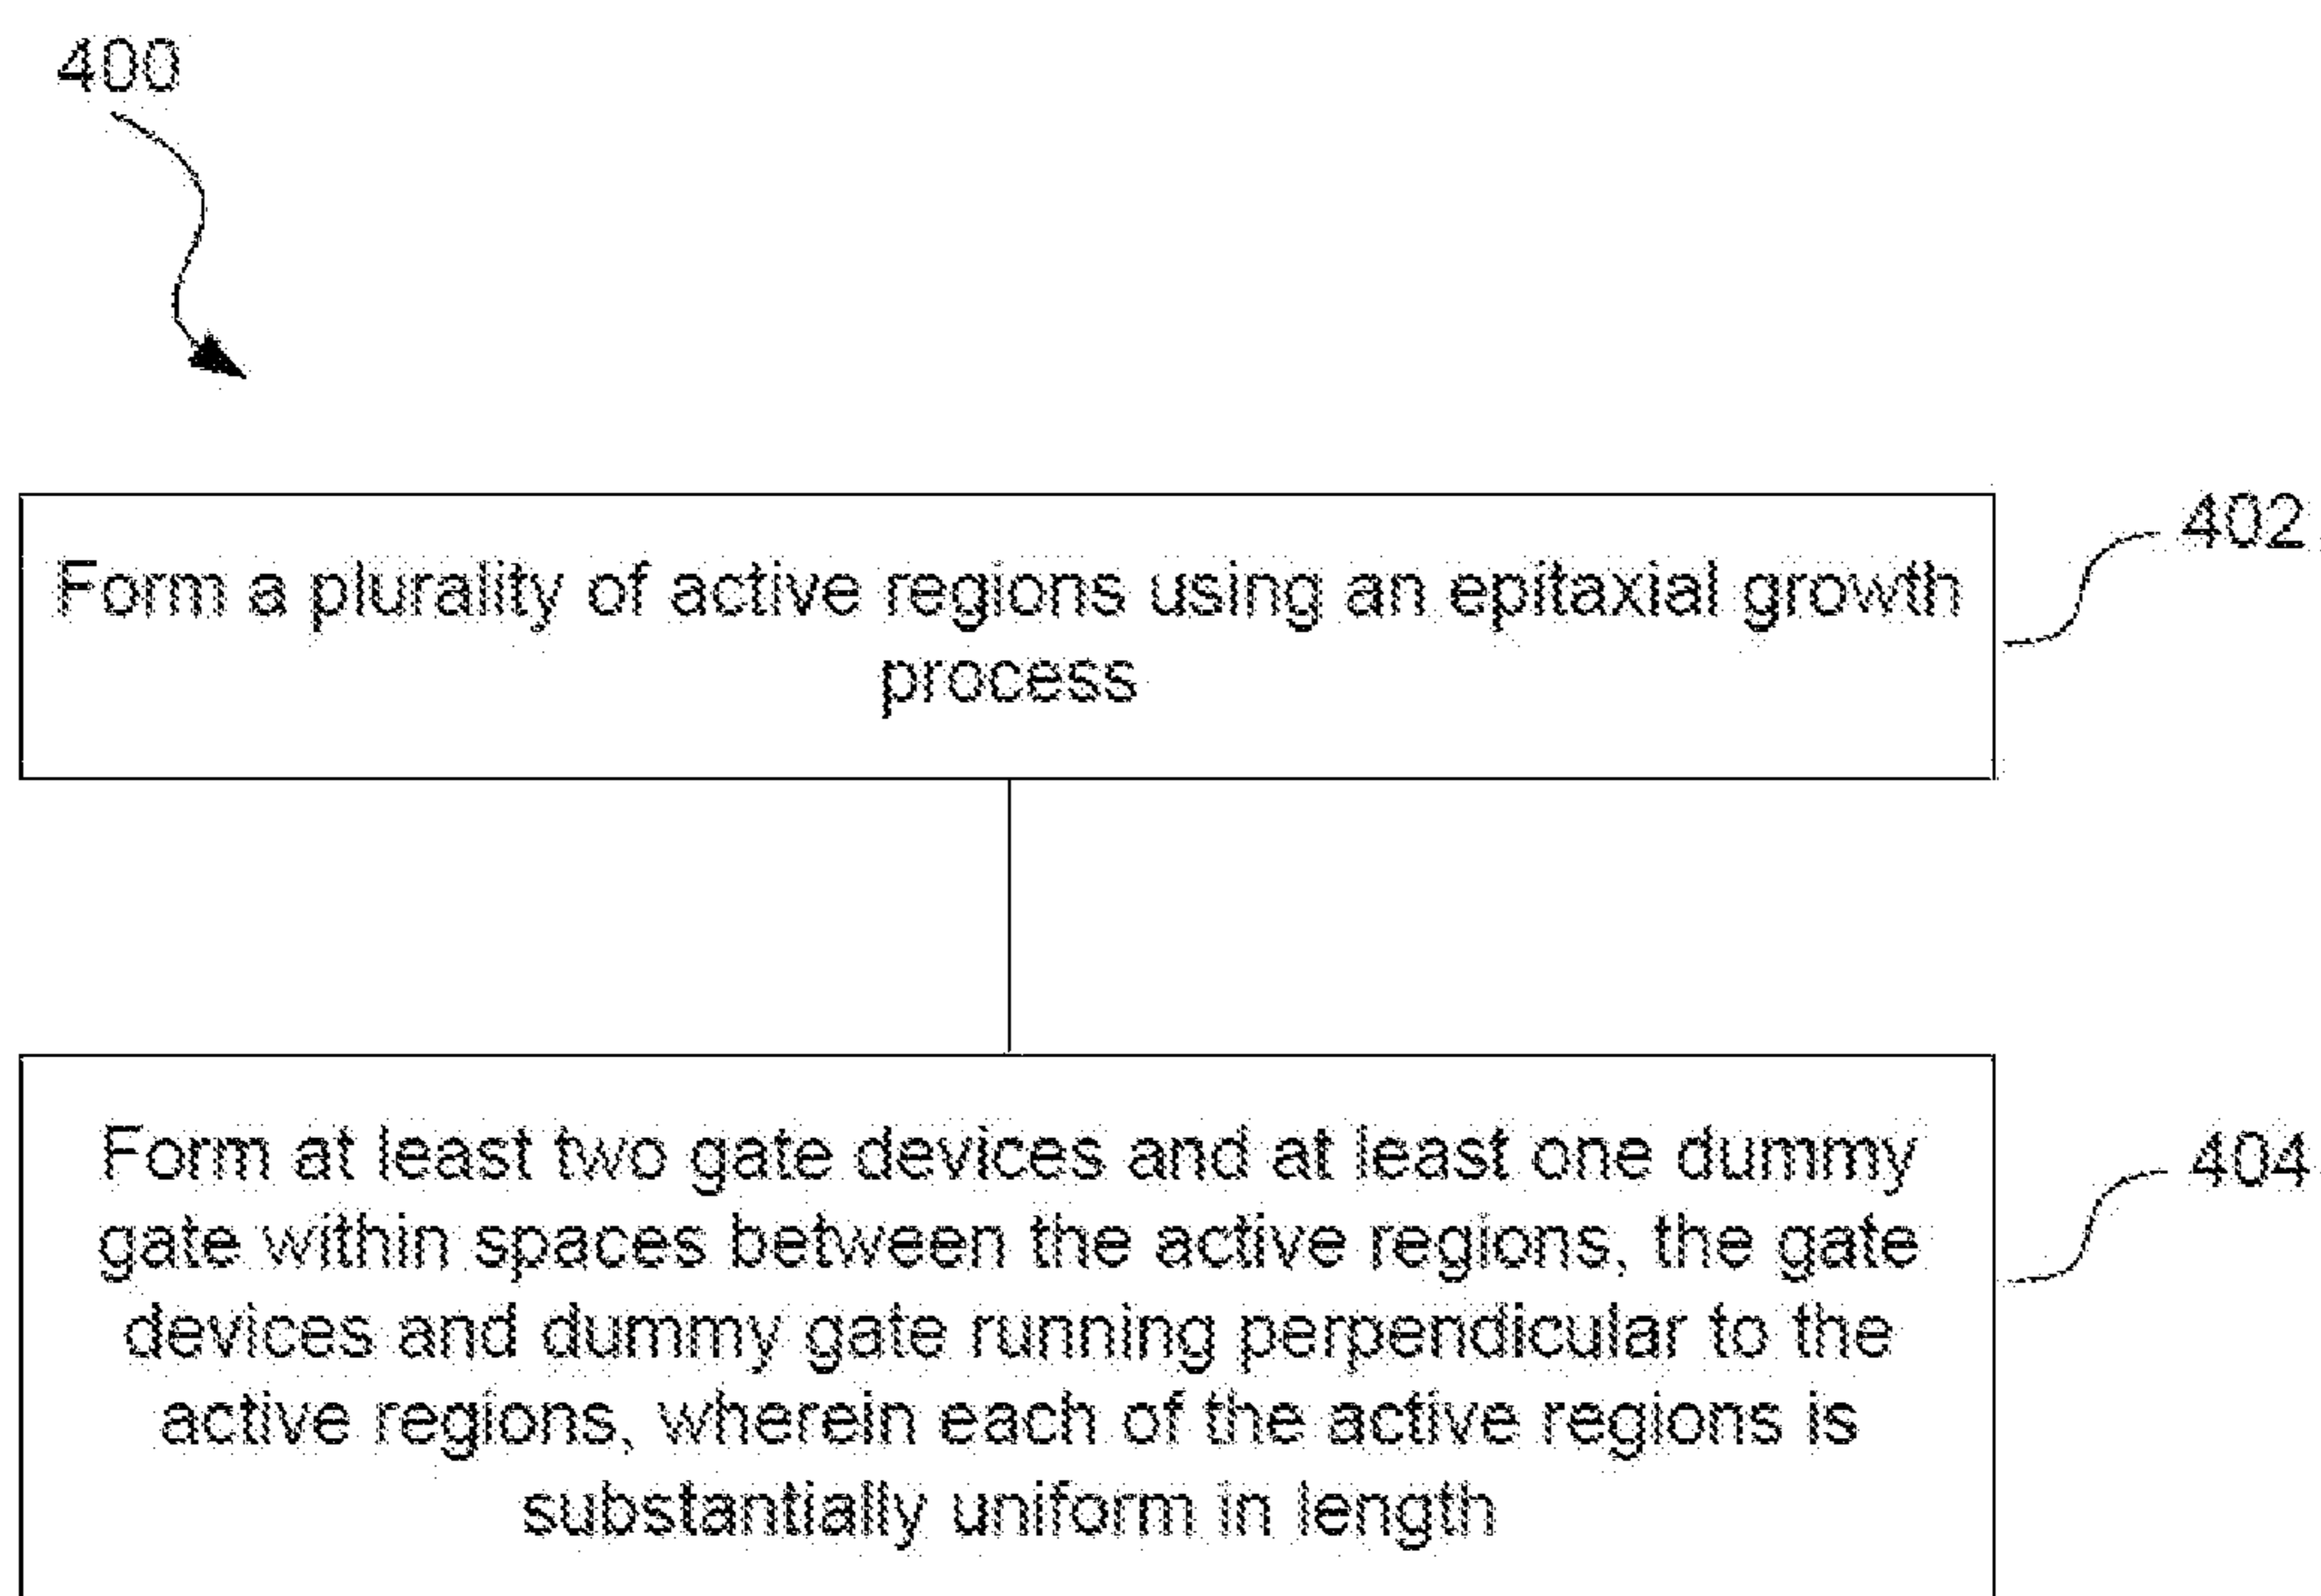 400
Form a plurality of active regions using an epitaxial growth
process
402
Form at least two gate devices and at least one dummy
gate within spaces between the active regions, the gate
devices and dummy gate running perpendicular to the
active regions, wherein each of the active regions is
substantially uniform in length
404